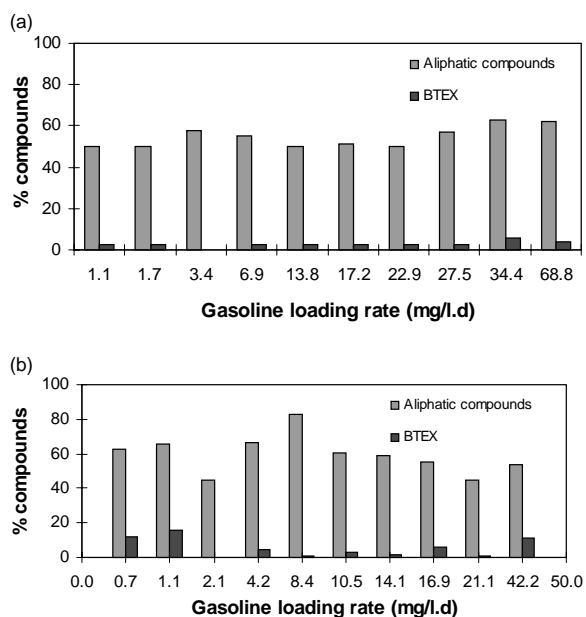 (a)
100
80
60
40
20
0
% compounds
Aliphatic compounds
BTEX
1.1 1.7 3.4 6.9 13.8 17.2 22.9 27.5 34.4 68.8
Gasoline loading rate (mg/l.d)
(b)
100
80
60
40
20
0
% compounds
Aliphatic compounds
BTEX
0.0 0.7 1.1 2.1 4.2 8.4 10.5 14.1 16.9 21.1 42.2 50.0
Gasoline loading rate (mg/l.d)